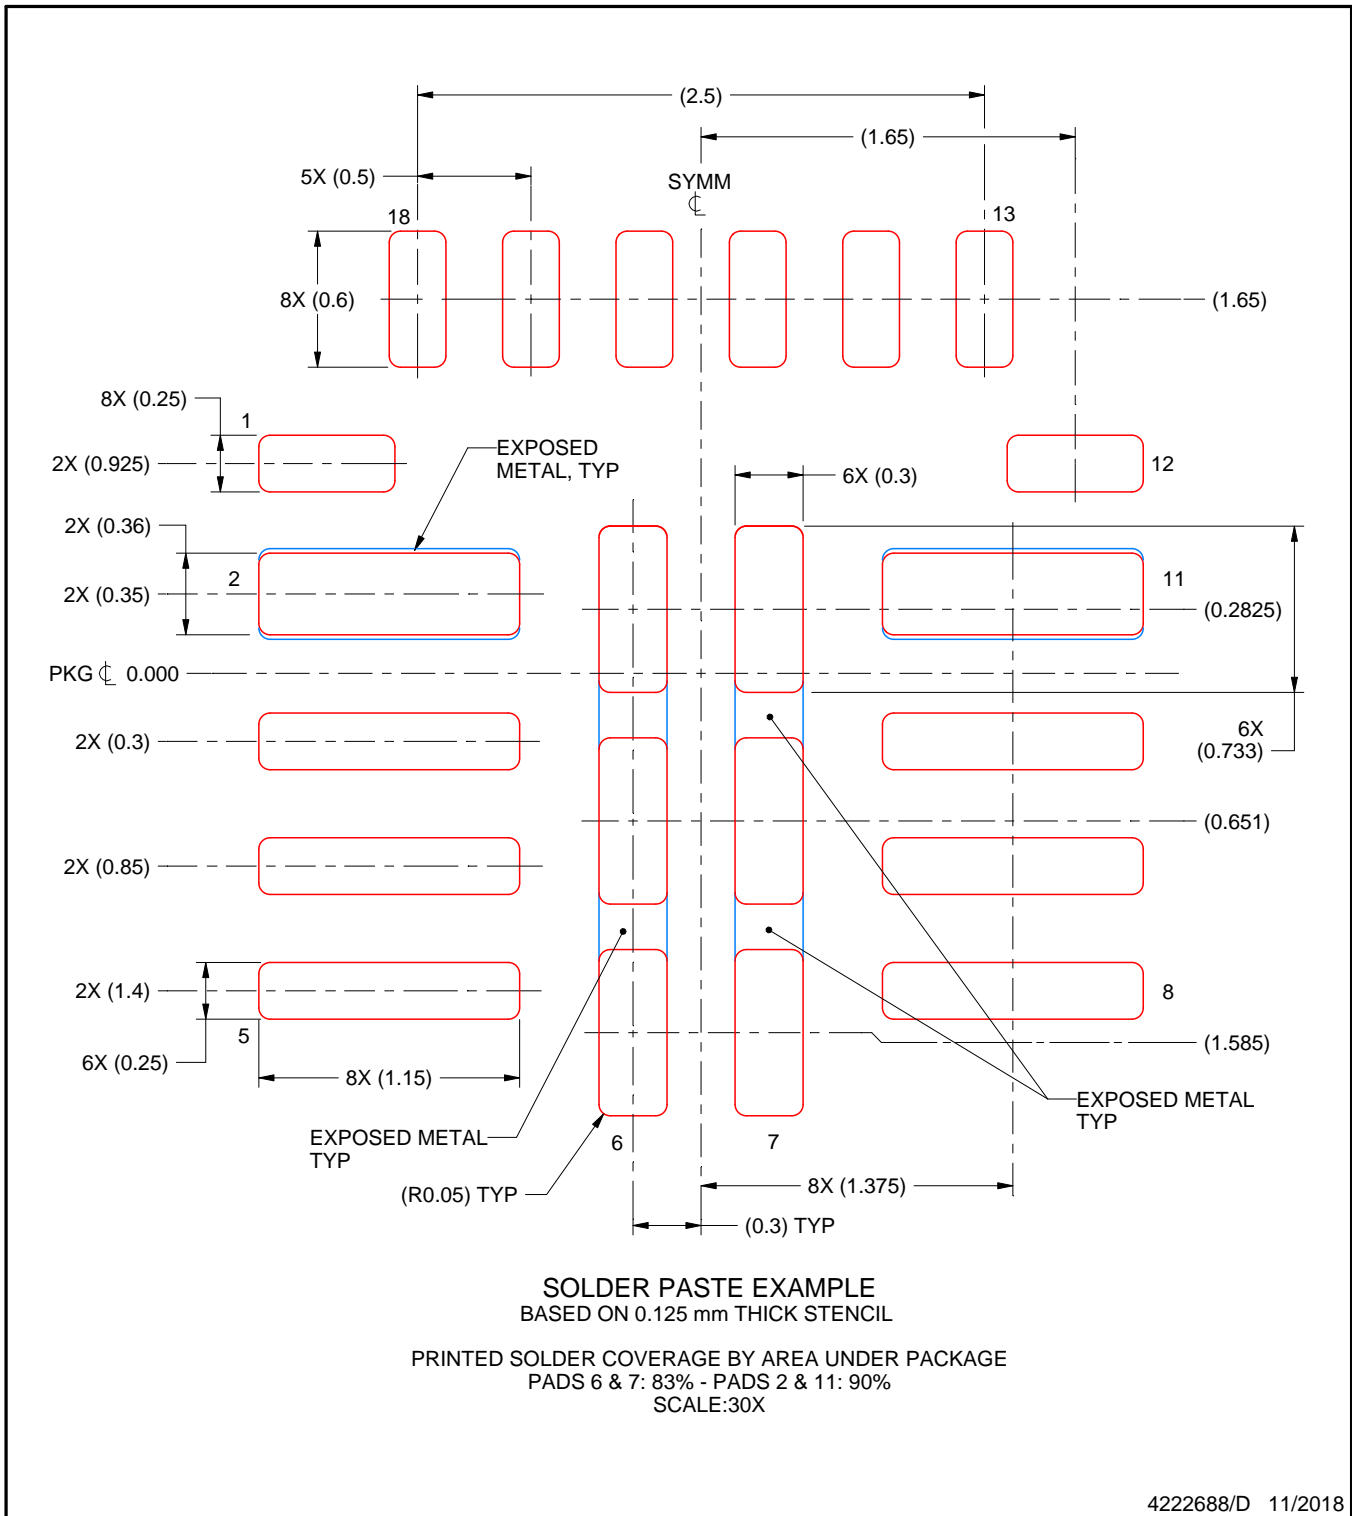 (2.5)
(1.65)
5X (0.5)
SYMM
18
13
8X (0.6)
(1.65)
8X (0.25)
1
EXPOSED
METAL, TYP
2X (0.925)
12
6X (0.3)
2X (0.36)
2
11
2X (0.35)
(0.2825)
PKG ℄ 0.000
2X (0.3)
6X
(0.733)
(0.651)
2X (0.85)
2X (1.4)
8
5
(1.585)
6X (0.25)
8X (1.15)
EXPOSED METAL
TYP
EXPOSED METAL
TYP
6
7
(R0.05) TYP
8X (1.375)
(0.3) TYP
SOLDER PASTE EXAMPLE
BASED ON 0.125 mm THICK STENCIL
PRINTED SOLDER COVERAGE BY AREA UNDER PACKAGE
PADS 6 & 7: 83% - PADS 2 & 11: 90%
SCALE:30X
4222688/D 11/2018